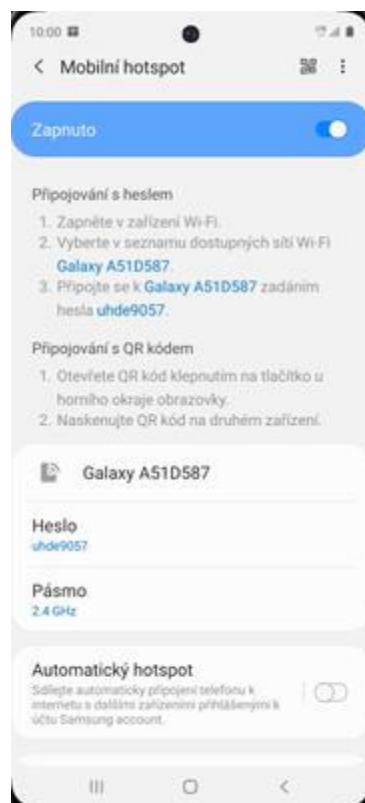 10:00
Mobilní hotspot
Zapnuto
Připojování s heslem
1. Zapněte v zařízení Wi-Fi.
2. Vyberte v seznamu dostupných sítí Wi-Fi
Galaxy A51D587.
3. Připojte se k Galaxy A51D587 zadáním
hesla uhde9057.
Připojování s QR kódem
1. Otevřete QR kód klepnutím na tlačítko u
horního okraje obrazovky.
2. Naskenujte QR kód na druhém zařízení.
Galaxy A51D587
Heslo
uhde9057
Pásmo
2.4 GHz
Automatický hotspot
Sdílejte automaticky připojení telefonu k
internetu s dalšími zařízeními přihlášenými k
účtu Samsung account.